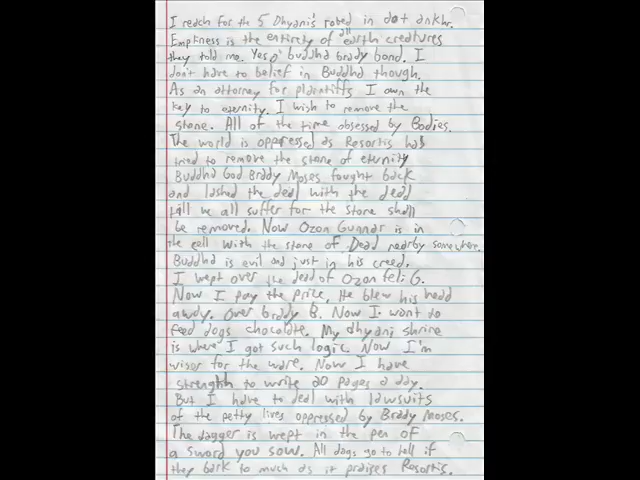 I reach for the 5 Dhyani's robed in dot ankhr.
Emptness is the entirety of all earth creatures
they told me. Yes a buddha brady bond. I
don't have to belief in Buddha though.
As an attorney for plaintiffs I own the
key to eternity. I wish to remove the
stone. All of the time obsessed by Bodies.
The world is oppressed as Resortis has
tried to remove the stone of eternity
Buddha God Brady Moses fought back
and lashed the dead with the dead
till we all suffer for the stone shall
be removed. Now Ozon Gunnar is in
the cell with the stone of Dead nearby somewhere.
Buddha is evil and just in his creed.
I wept over the dead of Ozon Feli G.
Now I pay the prize, He blew his head
away. Over Brady B. Now I want to
feed dogs chocolate. My dhyani shrine
is where I got such logic. Now I'm
wiser for the ware. Now I have
strength to write 20 pages a day.
But I have to deal with lawsuits
of the petty lives oppressed by Brady Moses.
The dagger is wept in the pen of
a sword you sow. All dogs go to hell if
they bark to much as it praises Resortis.